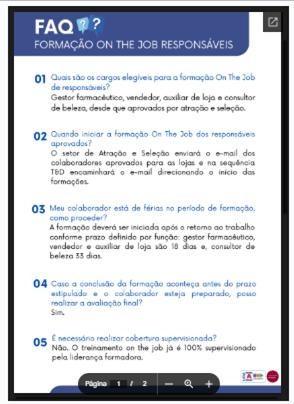 FAQ ? ?
FORMAÇÃO ON THE JOB RESPONSÁVEIS
01 Quais são os cargos elegíveis para a formação On The Job
de responsáveis?
Gestor farmacêutico, vendedor, auxiliar de loja e consultor
de beleza, desde que aprovados por atração e seleção.
02 Quando iniciar a formação On The Job dos responsáveis
aprovados?
O setor de Atração e Seleção enviará o e-mail dos
colaboradores aprovados para as lojas e na sequência
T&D encaminhará o e-mail direcionando o início das
formações.
03 Meu colaborador está de férias no período de formação,
como proceder?
A formação deverá ser iniciada após o retorno ao trabalho
conforme prazo definido por função: gestor farmacêutico,
vendedor e auxiliar de loja são 18 dias e, consultor de
beleza 33 dias.
04 Caso a conclusão da formação aconteça antes do prazo
estipulado e o colaborador esteja preparado, posso
realizar a avaliação final?
Sim.
05 É necessário realizar cobertura supervisionada?
Não. O treinamento on the job já é 100% supervisionado
pela liderança formadora.
Página 1 / 2